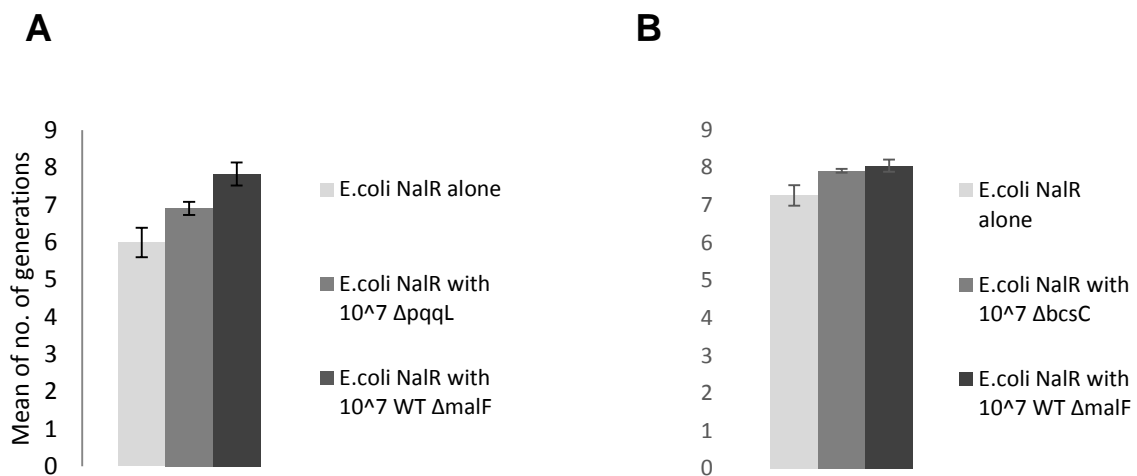 A
Mean of no. of generations
9
8
7
6
5
4
3
2
1
0
E.coli NalR alone
E.coli NalR with
10^7 ΔpqqL
E.coli NalR with
10^7 WT ΔmalF
B
9
8
7
6
5
4
3
2
1
0
E.coli NalR
alone
E.coli NalR with
10^7 ΔbcsC
E.coli NalR with
10^7 WT ΔmalF